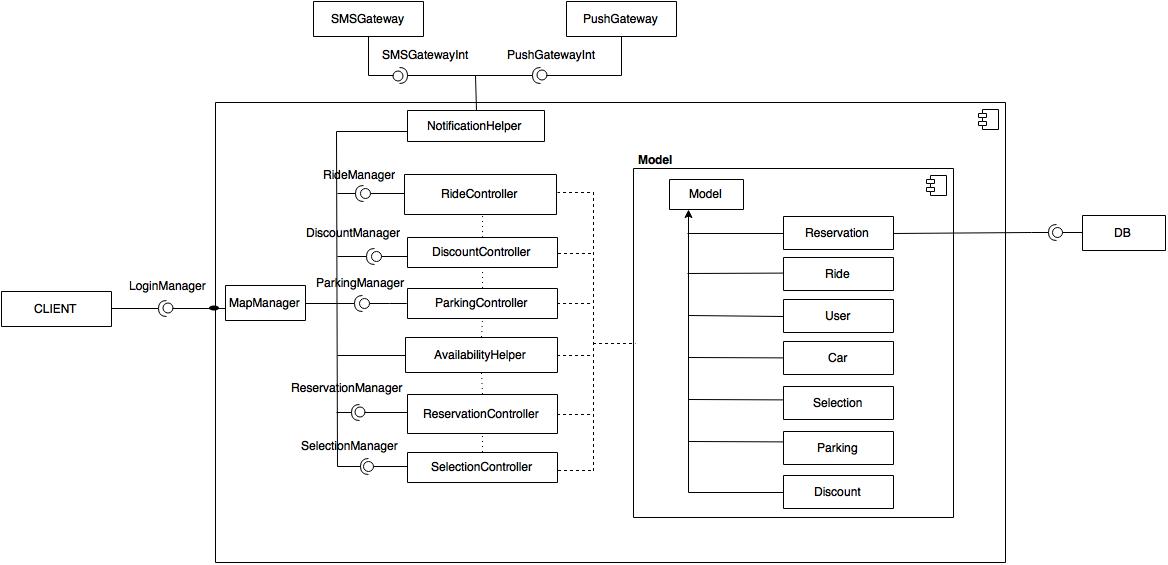 SMSGateway
PushGateway
SMSGatewayInt
PushGatewayInt
NotificationHelper
Model
RideManager
RideController
Model
DiscountManager
DiscountController
Reservation
DB
Ride
LoginManager
ParkingManager
CLIENT
MapManager
ParkingController
User
AvailabilityHelper
Car
ReservationManager
ReservationController
Selection
SelectionManager
SelectionController
Parking
Discount